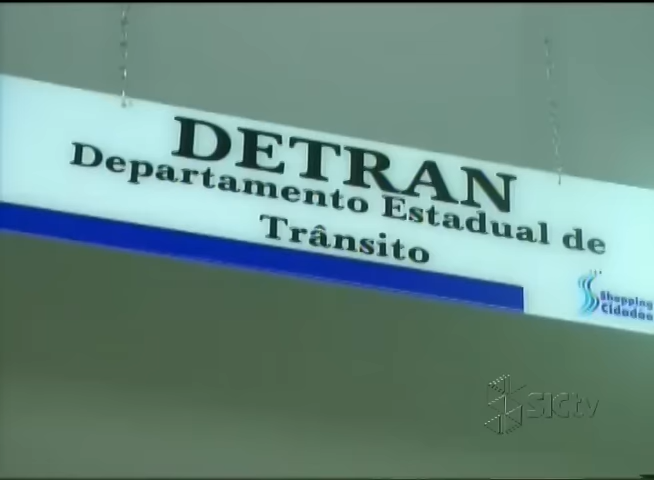 DETRAN
Departamento Estadual de
Trânsito
Shopping
Cidadão
SICtv